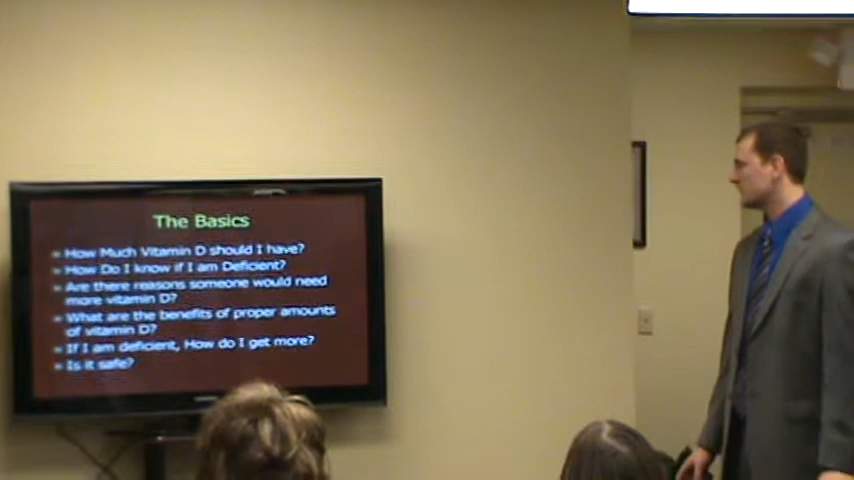 The Basics
How Much Vitamin D should I have?
How Do I know if I am Deficient?
Are there reasons someone would need
more vitamin D?
What are the benefits of proper amounts
of vitamin D?
If I am deficient, How do I get more?
Is it safe?